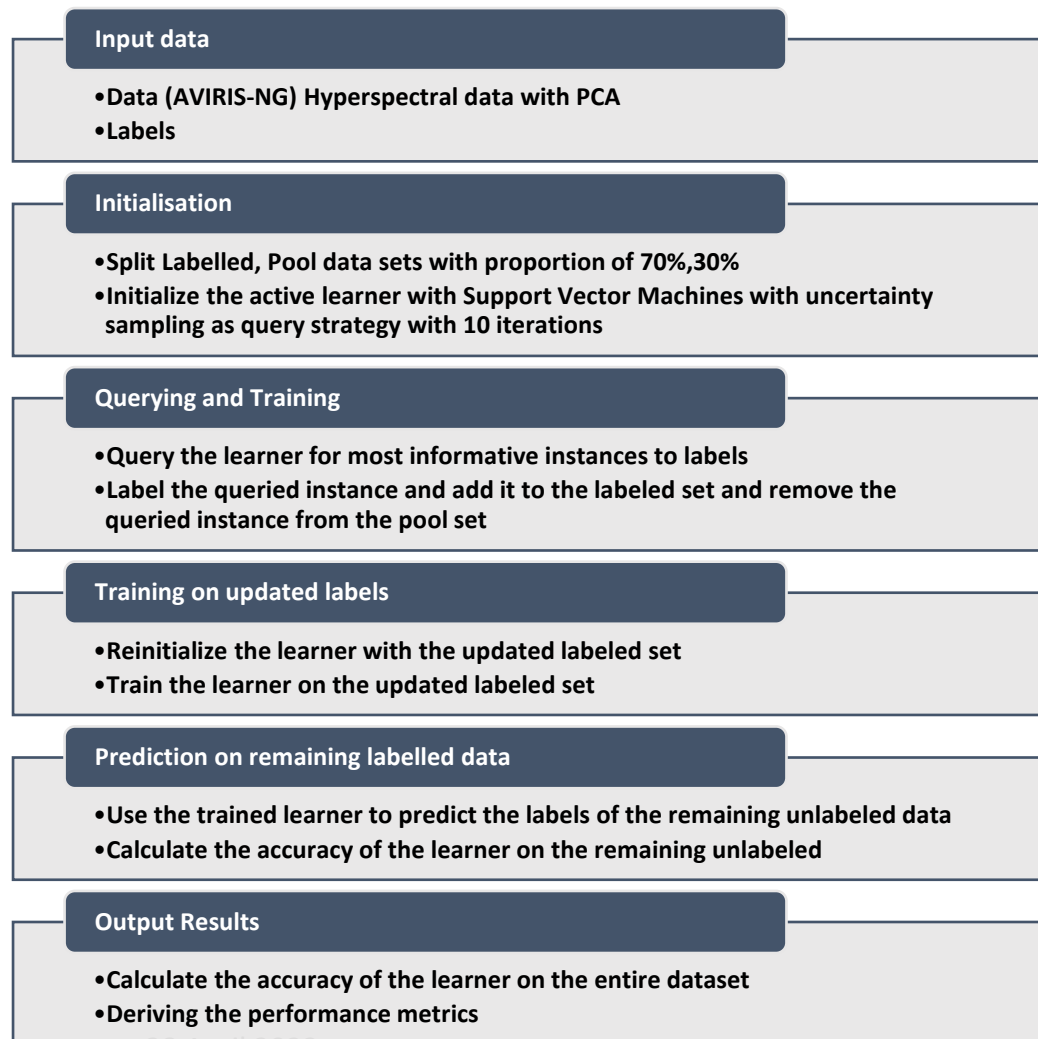 Input data
•Data (AVIRIS-NG) Hyperspectral data with PCA
•Labels
Initialisation
•Split Labelled, Pool data sets with proportion of 70%,30%
•Initialize the active learner with Support Vector Machines with uncertainty
sampling as query strategy with 10 iterations
Querying and Training
•Query the learner for most informative instances to labels
•Label the queried instance and add it to the labeled set and remove the
queried instance from the pool set
Training on updated labels
•Reinitialize the learner with the updated labeled set
•Train the learner on the updated labeled set
Prediction on remaining labelled data
•Use the trained learner to predict the labels of the remaining unlabeled data
•Calculate the accuracy of the learner on the remaining unlabeled
Output Results
•Calculate the accuracy of the learner on the entire dataset
•Deriving the performance metrics